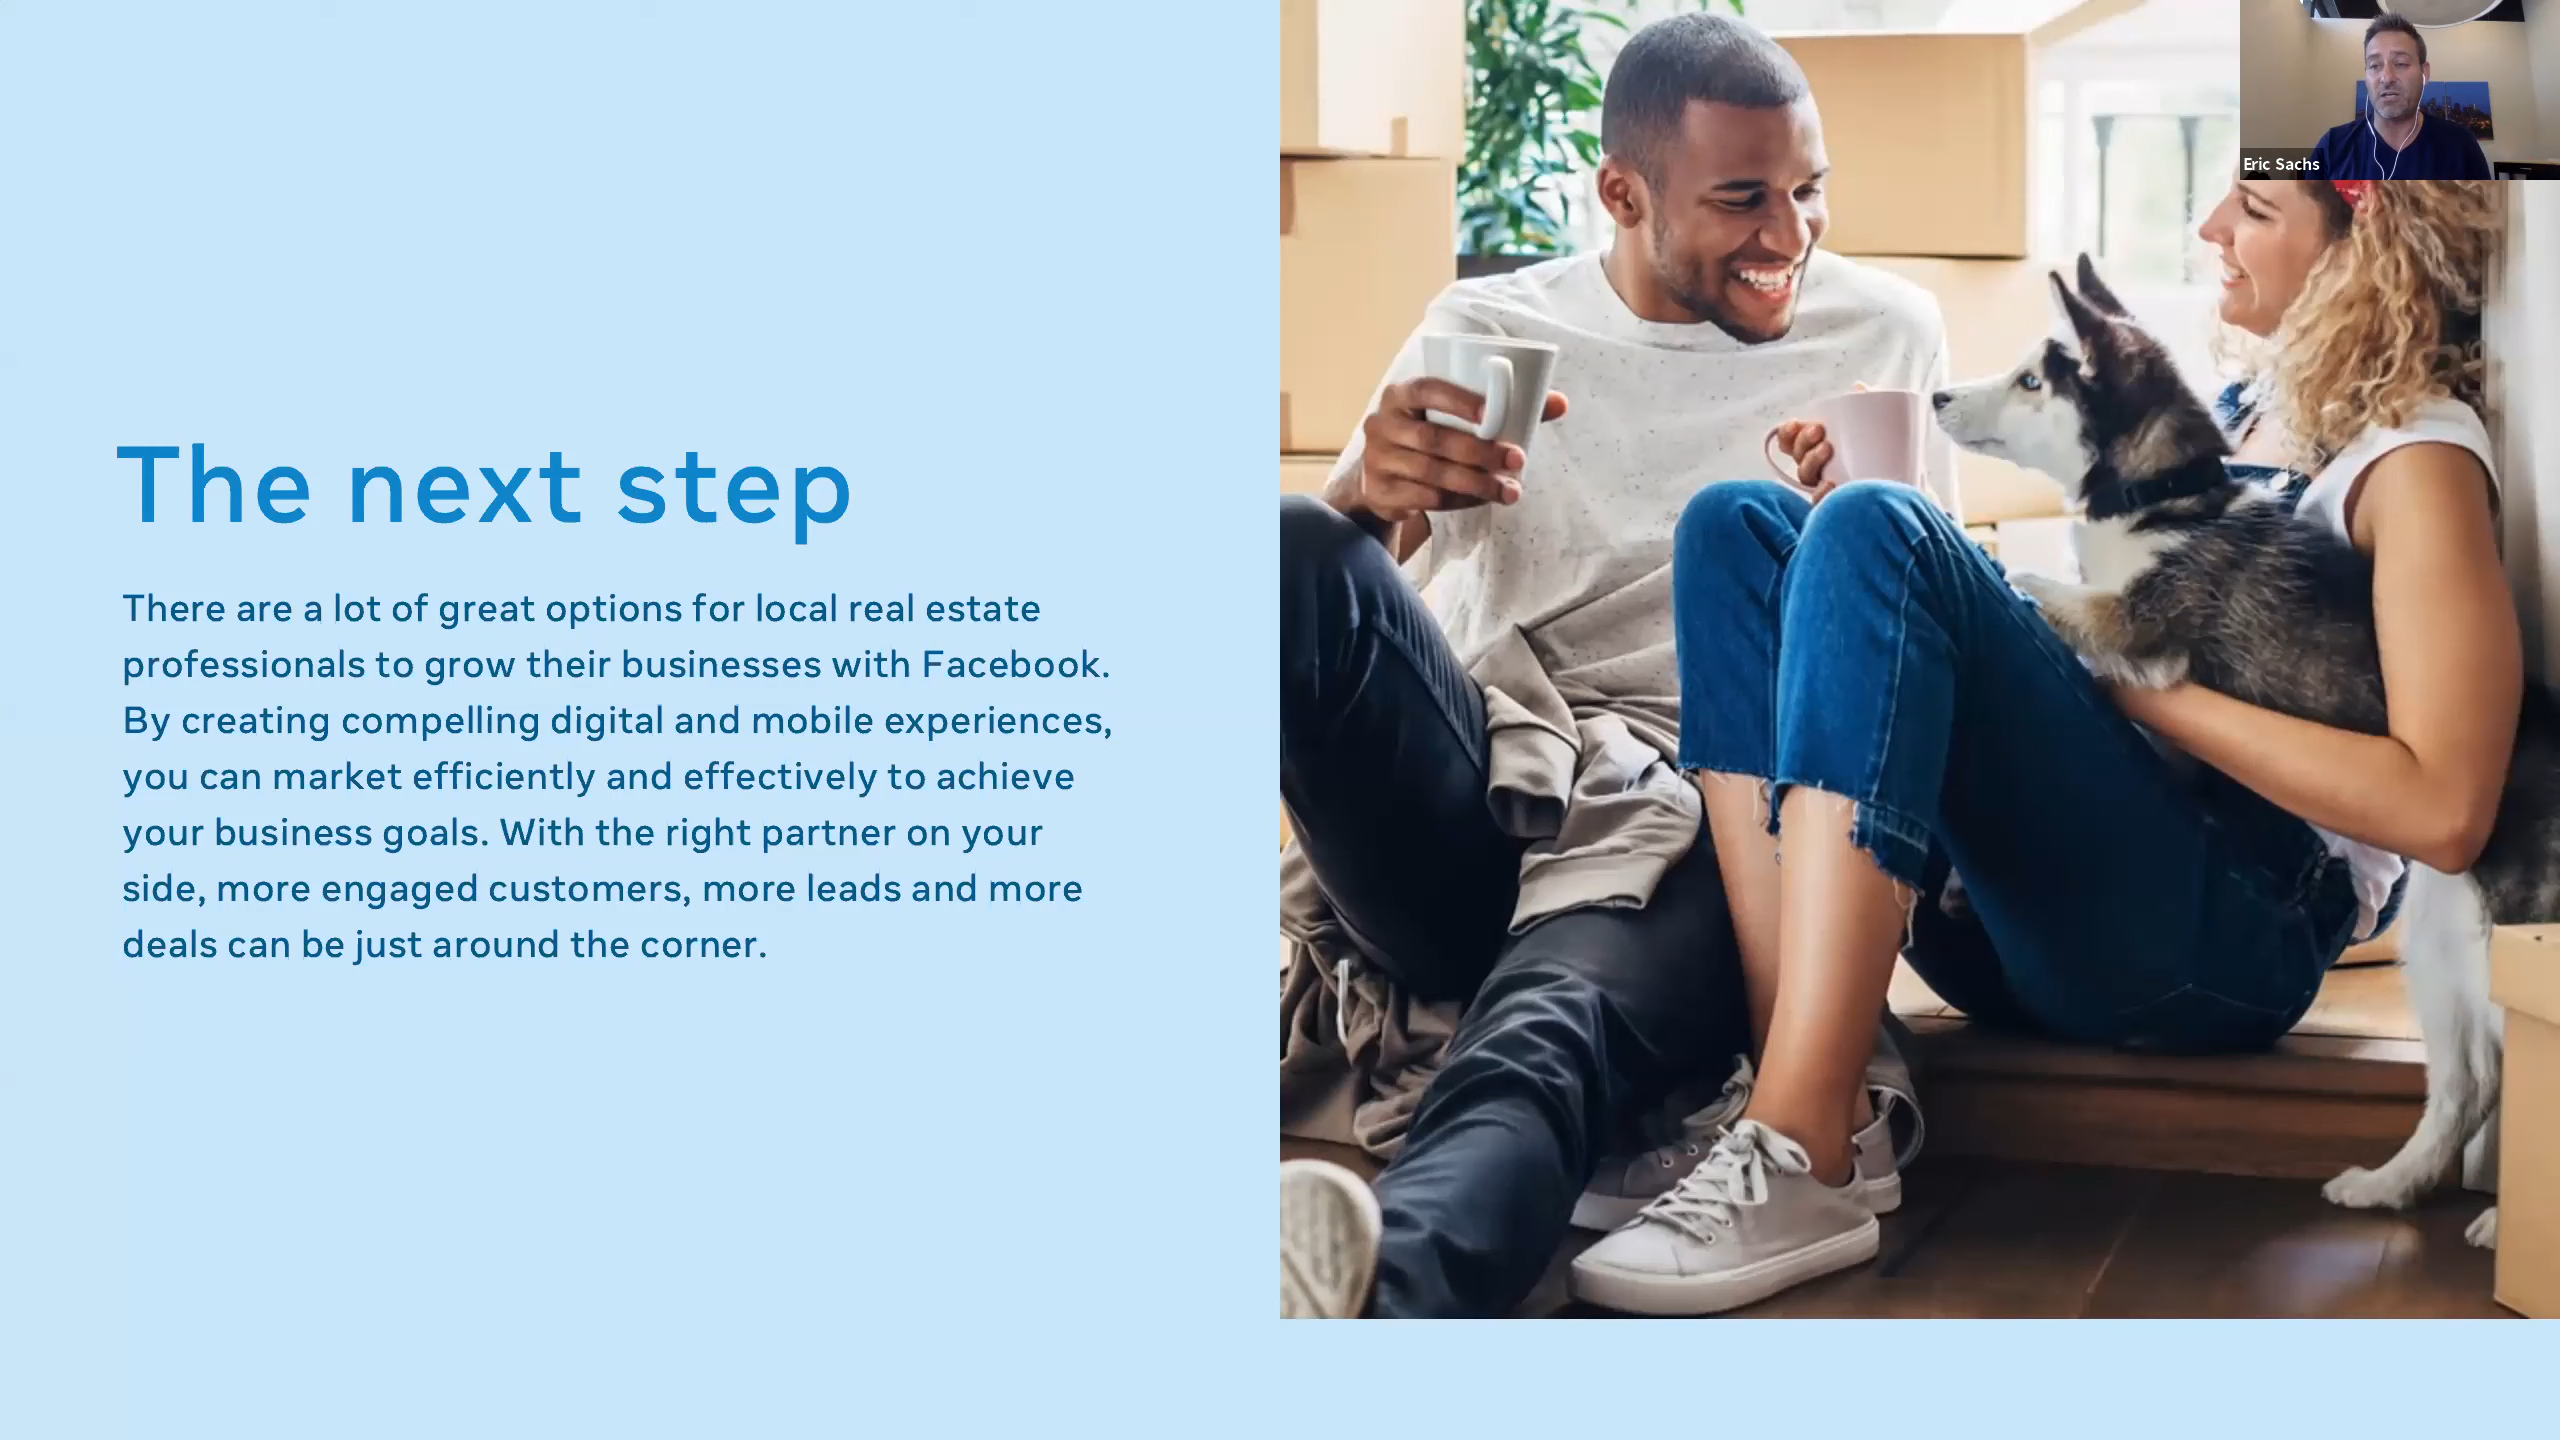 Eric Sachs
The next step
There are a lot of great options for local real estate
professionals to grow their businesses with Facebook.
By creating compelling digital and mobile experiences,
you can market efficiently and effectively to achieve
your business goals. With the right partner on your
side, more engaged customers, more leads and more
deals can be just around the corner.